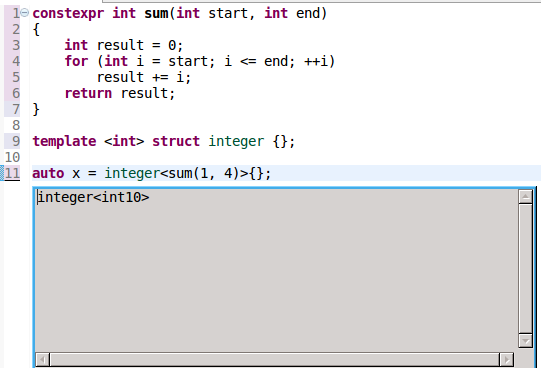 1 constexpr int sum(int start, int end)
2 {
3     int result = 0;
4     for (int i = start; i <= end; ++i)
5         result += i;
6     return result;
7 }
8
9 template <int> struct integer {};
10
11 auto x = integer<sum(1, 4)>{};
integer<int10>